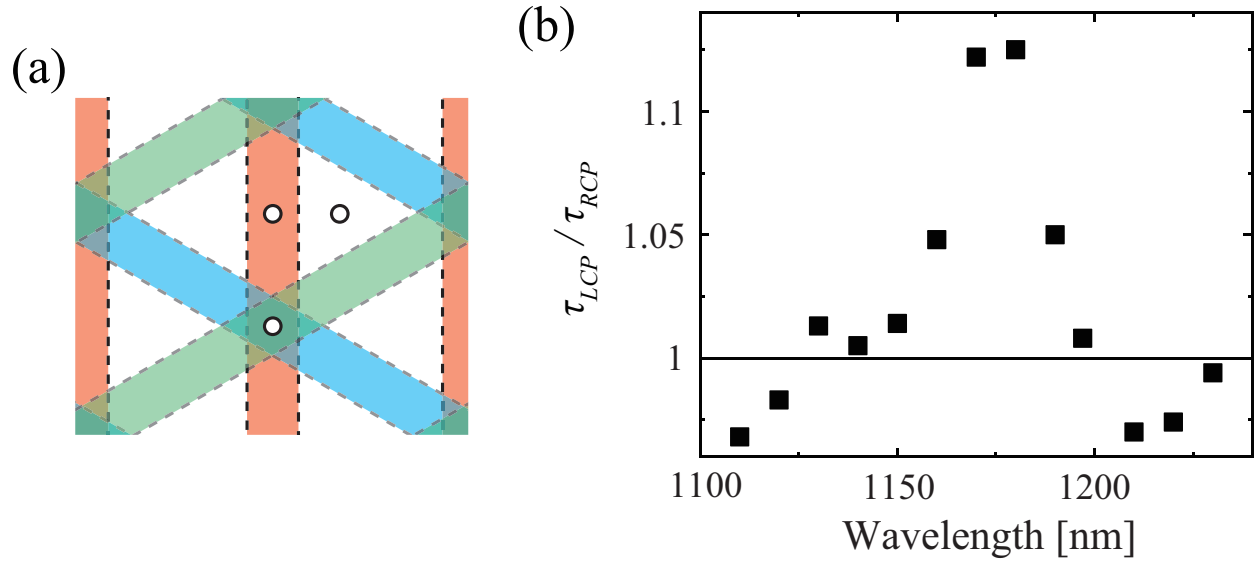 (a)
(b)
τ_LCP / τ_RCP
1.1
1.05
1
1100
1150
1200
Wavelength [nm]